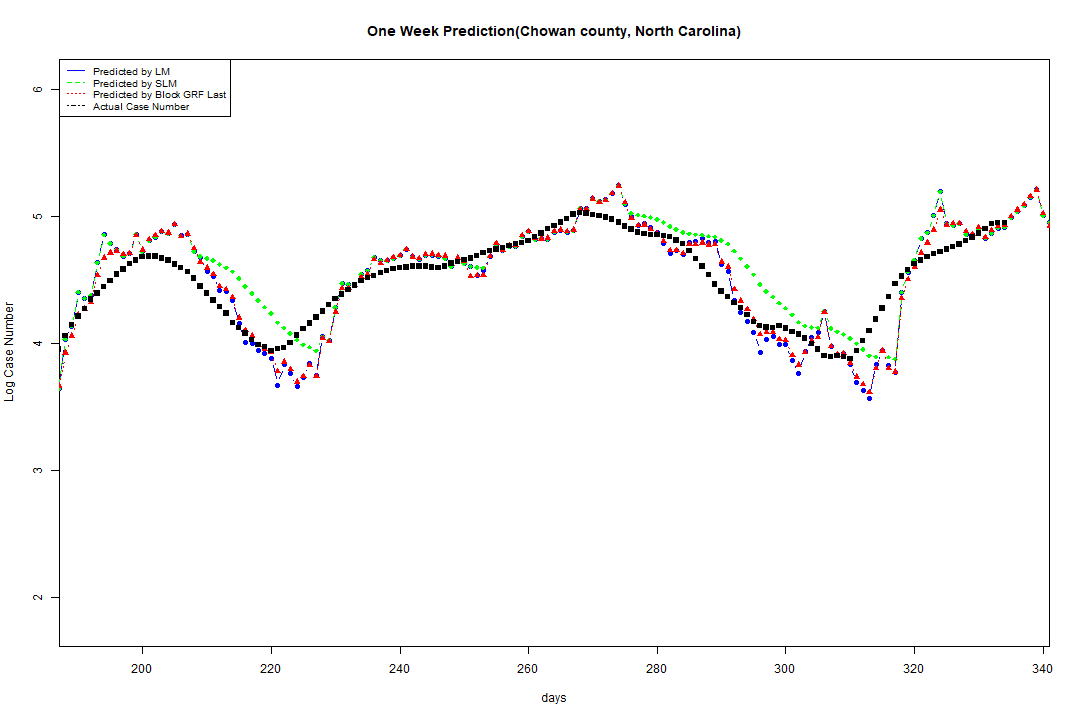 One Week Prediction(Chowan county, North Carolina)
Predicted by LM
Predicted by SLM
Predicted by Block GRF Last
Actual Case Number
6
5
4
3
2
Log Case Number
200 220 240 260 280 300 320 340
days